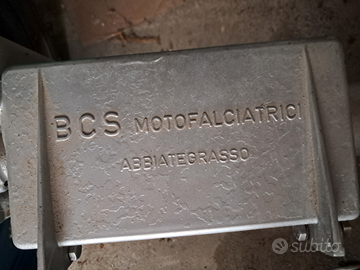 BCS MOTOFALCIATRICI
ABBIATEGRASSO
subito